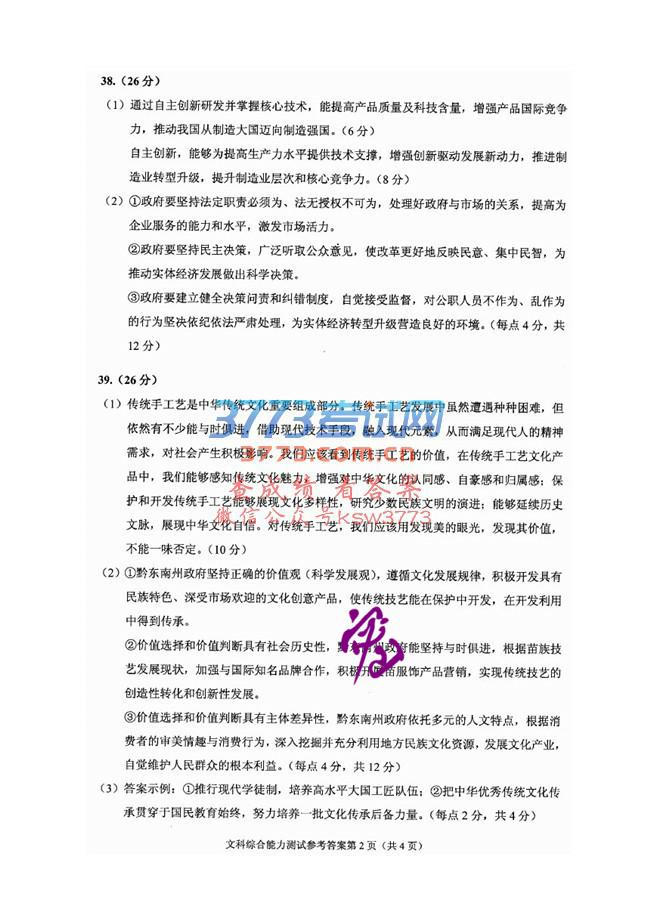 38.（26 分）
（1）通过自主创新研发并掌握核心技术，能提高产品质量及科技含量，增强产品国际竞争
力，推动我国从制造大国迈向制造强国。（6 分）
自主创新，能够为提高生产力水平提供技术支撑，增强创新驱动发展新动力，推进制
造业转型升级，提升制造业层次和核心竞争力。（8 分）
（2）①政府要坚持法定职责必须为、法无授权不可为，处理好政府与市场的关系，提高为
企业服务的能力和水平，激发市场活力。
②政府要坚持民主决策，广泛听取公众意见，使改革更好地反映民意、集中民智，为
推动实体经济发展做出科学决策。
③政府要建立健全决策问责和纠错制度，自觉接受监督，对公职人员不作为、乱作为
的行为坚决依纪依法严肃处理，为实体经济转型升级营造良好的环境。（每点 4 分，共
12 分）
39.（26 分）
（1）传统手工艺是中华传统文化重要组成部分。传统手工艺发展中虽然遭遇种种困难，但
依然有不少能与时俱进，借助现代技术手段，融入现代元素，从而满足现代人的精神
需求，对社会产生积极影响。我们应该看到传统手工艺的价值，在传统手工艺文化产
品中，我们能够感知传统文化魅力，增强对中华文化的认同感、自豪感和归属感；保
护和开发传统手工艺能够展现文化多样性，研究少数民族文明的演进；能够延续历史
文脉，展现中华文化自信。对传统手工艺，我们应该用发现美的眼光，发现其价值，
不能一味否定。（10 分）
3773考试网
3773.com.cn
查成绩 看答案
微信公众号ksw3773
（2）①黔东南州政府坚持正确的价值观（科学发展观），遵循文化发展规律，积极开发具有
民族特色、深受市场欢迎的文化创意产品，使传统技艺能在保护中开发，在开发利用
中得到传承。
②价值选择和价值判断具有社会历史性，黔东南州政府能坚持与时俱进，根据苗族技
艺发展现状，加强与国际知名品牌合作，积极开展苗服饰产品营销，实现传统技艺的
创造性转化和创新性发展。
③价值选择和价值判断具有主体差异性，黔东南州政府依托多元的人文特点，根据消
费者的审美情趣与消费行为，深入挖掘并充分利用地方民族文化资源，发展文化产业，
自觉维护人民群众的根本利益。（每点 4 分，共 12 分）
（3）答案示例：①推行现代学徒制，培养高水平大国工匠队伍；②把中华优秀传统文化传
承贯穿于国民教育始终，努力培养一批文化传承后备力量。（每点 2 分，共 4 分）
文科综合能力测试参考答案第 2 页（共 4 页）